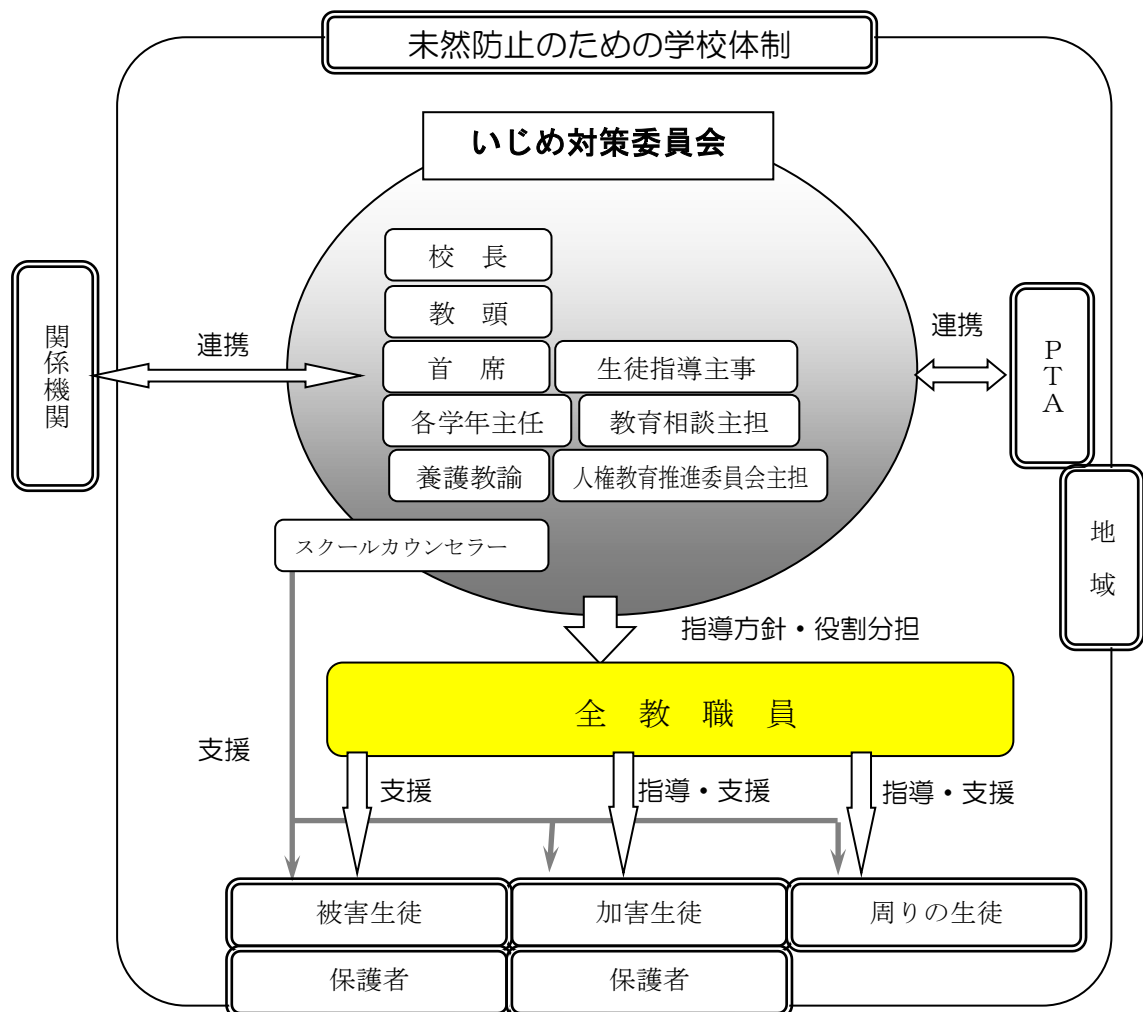 未然防止のための学校体制
いじめ対策委員会
校　長
教　頭
首　席
生徒指導主事
各学年主任
教育相談主担
養護教諭
人権教育推進委員会主担
スクールカウンセラー
関係機関
連携
連携
ＰＴＡ
地　域
指導方針・役割分担
全　教　職　員
支援
支援
指導・支援
指導・支援
被害生徒
加害生徒
周りの生徒
保護者
保護者